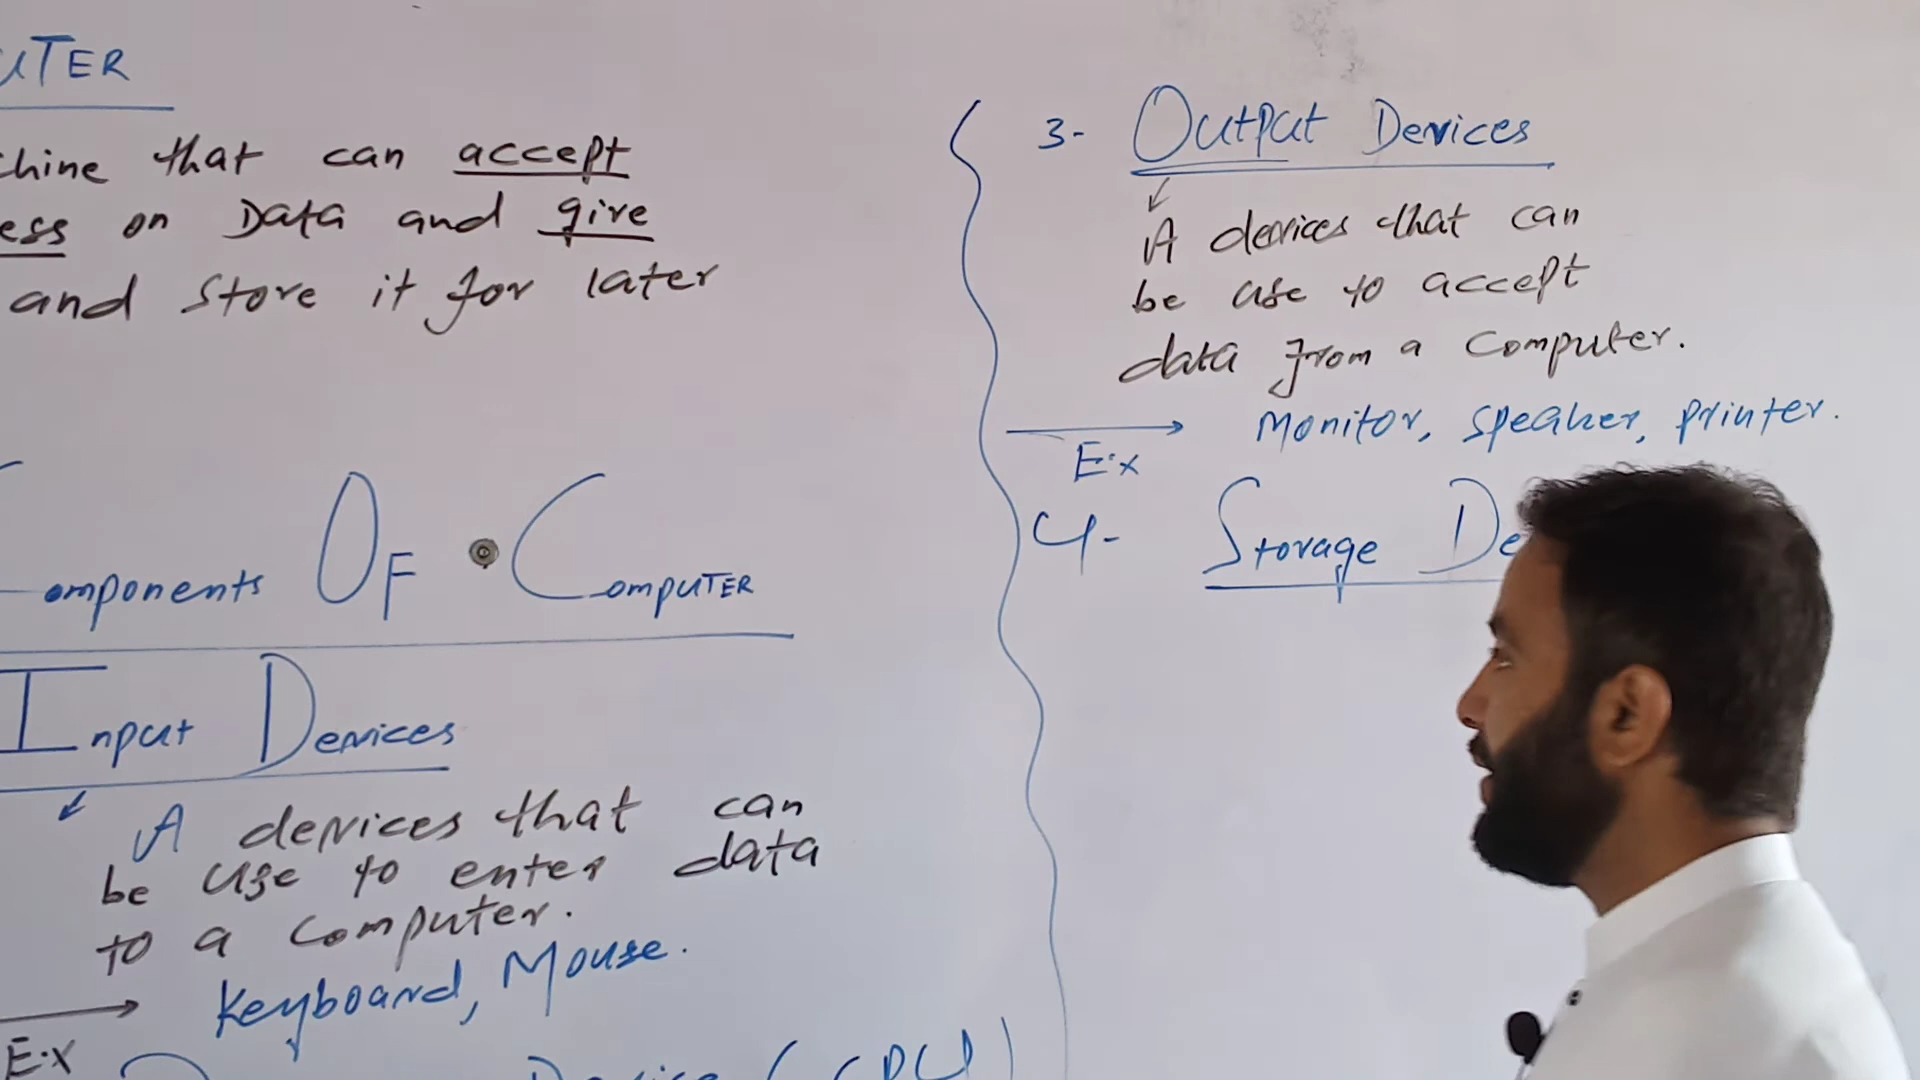 UTER
chine that can accept
ess on Data and give
and store it for later
omponents OF Computer
Input Devices
A devices that can
be use to enter data
to a computer.
E.x Keyboard, Mouse.
(CPU)
3- Output Devices
A devices that can
be use to accept
data from a computer.
E.x Monitor, speaker, printer.
4- Storage De